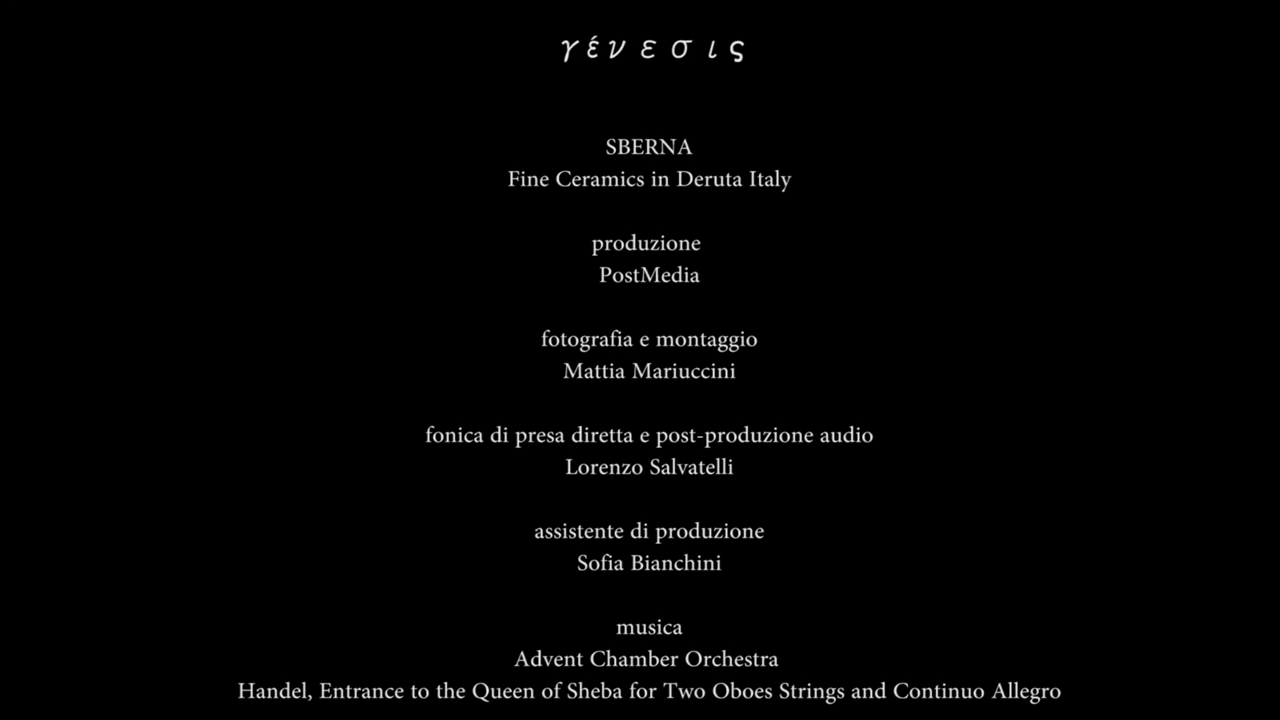 γένεσις
SBERNA
Fine Ceramics in Deruta Italy
produzione
PostMedia
fotografia e montaggio
Mattia Mariuccini
fonica di presa diretta e post-produzione audio
Lorenzo Salvatelli
assistente di produzione
Sofia Bianchini
musica
Advent Chamber Orchestra
Handel, Entrance to the Queen of Sheba for Two Oboes Strings and Continuo Allegro